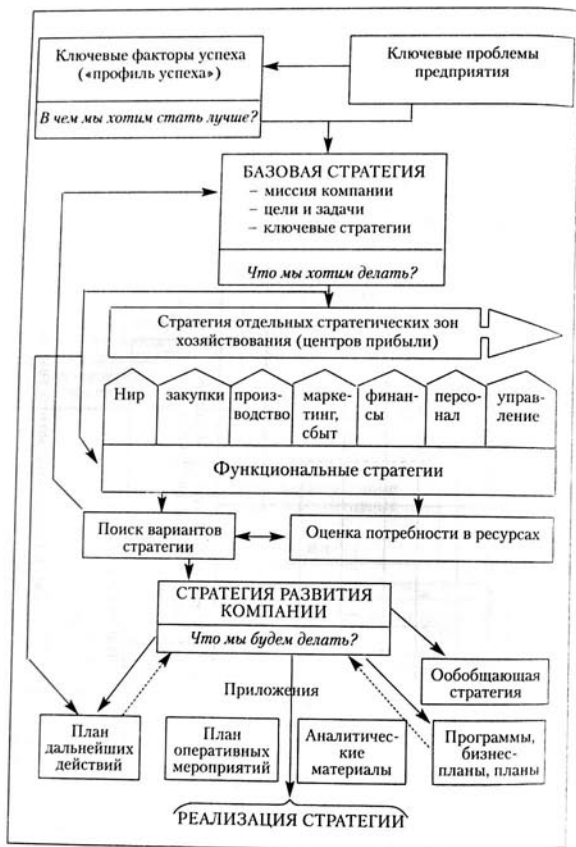 Ключевые факторы успеха
(«профиль успеха»)
В чем мы хотим стать лучше?
Ключевые проблемы
предприятия
БАЗОВАЯ СТРАТЕГИЯ
– миссия компании
– цели и задачи
– ключевые стратегии
Что мы хотим делать?
Стратегия отдельных стратегических зон
хозяйствования (центров прибыли)
Нир
закупки
произ-
водство
марке-
тинг,
сбыт
финан-
сы
персо-
нал
управ-
ление
Функциональные стратегии
Поиск вариантов
стратегии
Оценка потребности в ресурсах
СТРАТЕГИЯ РАЗВИТИЯ
КОМПАНИИ
Что мы будем делать?
Ообобщающая
стратегия
Приложения
План
дальнейших
действий
План
оперативных
мероприятий
Аналитичес-
кие
материалы
Программы,
бизнес-
планы, планы
РЕАЛИЗАЦИЯ СТРАТЕГИИ